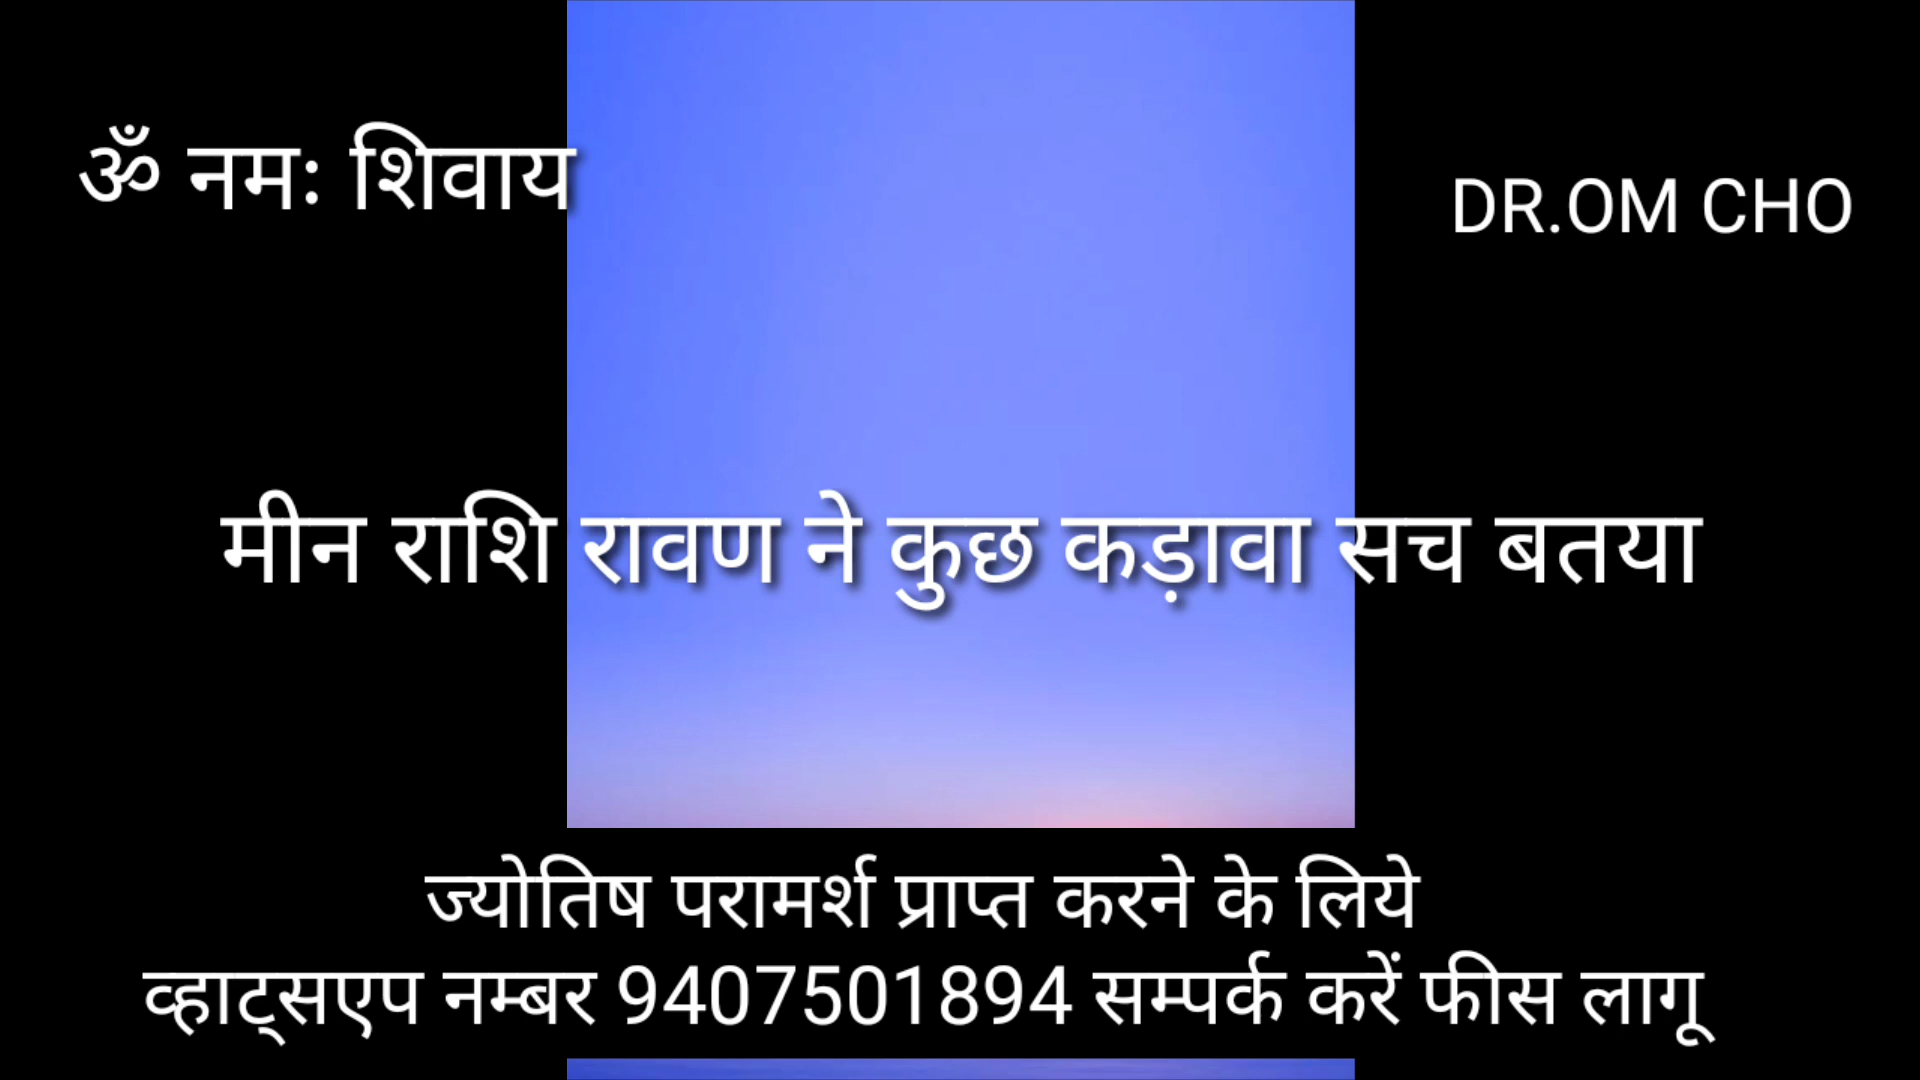 ॐ नमः शिवाय
DR.OM CHO
मीन राशि रावण ने कुछ कड़ावा सच बतया
ज्योतिष परामर्श प्राप्त करने के लिये
व्हाट्सएप नम्बर 9407501894 सम्पर्क करें फीस लागू